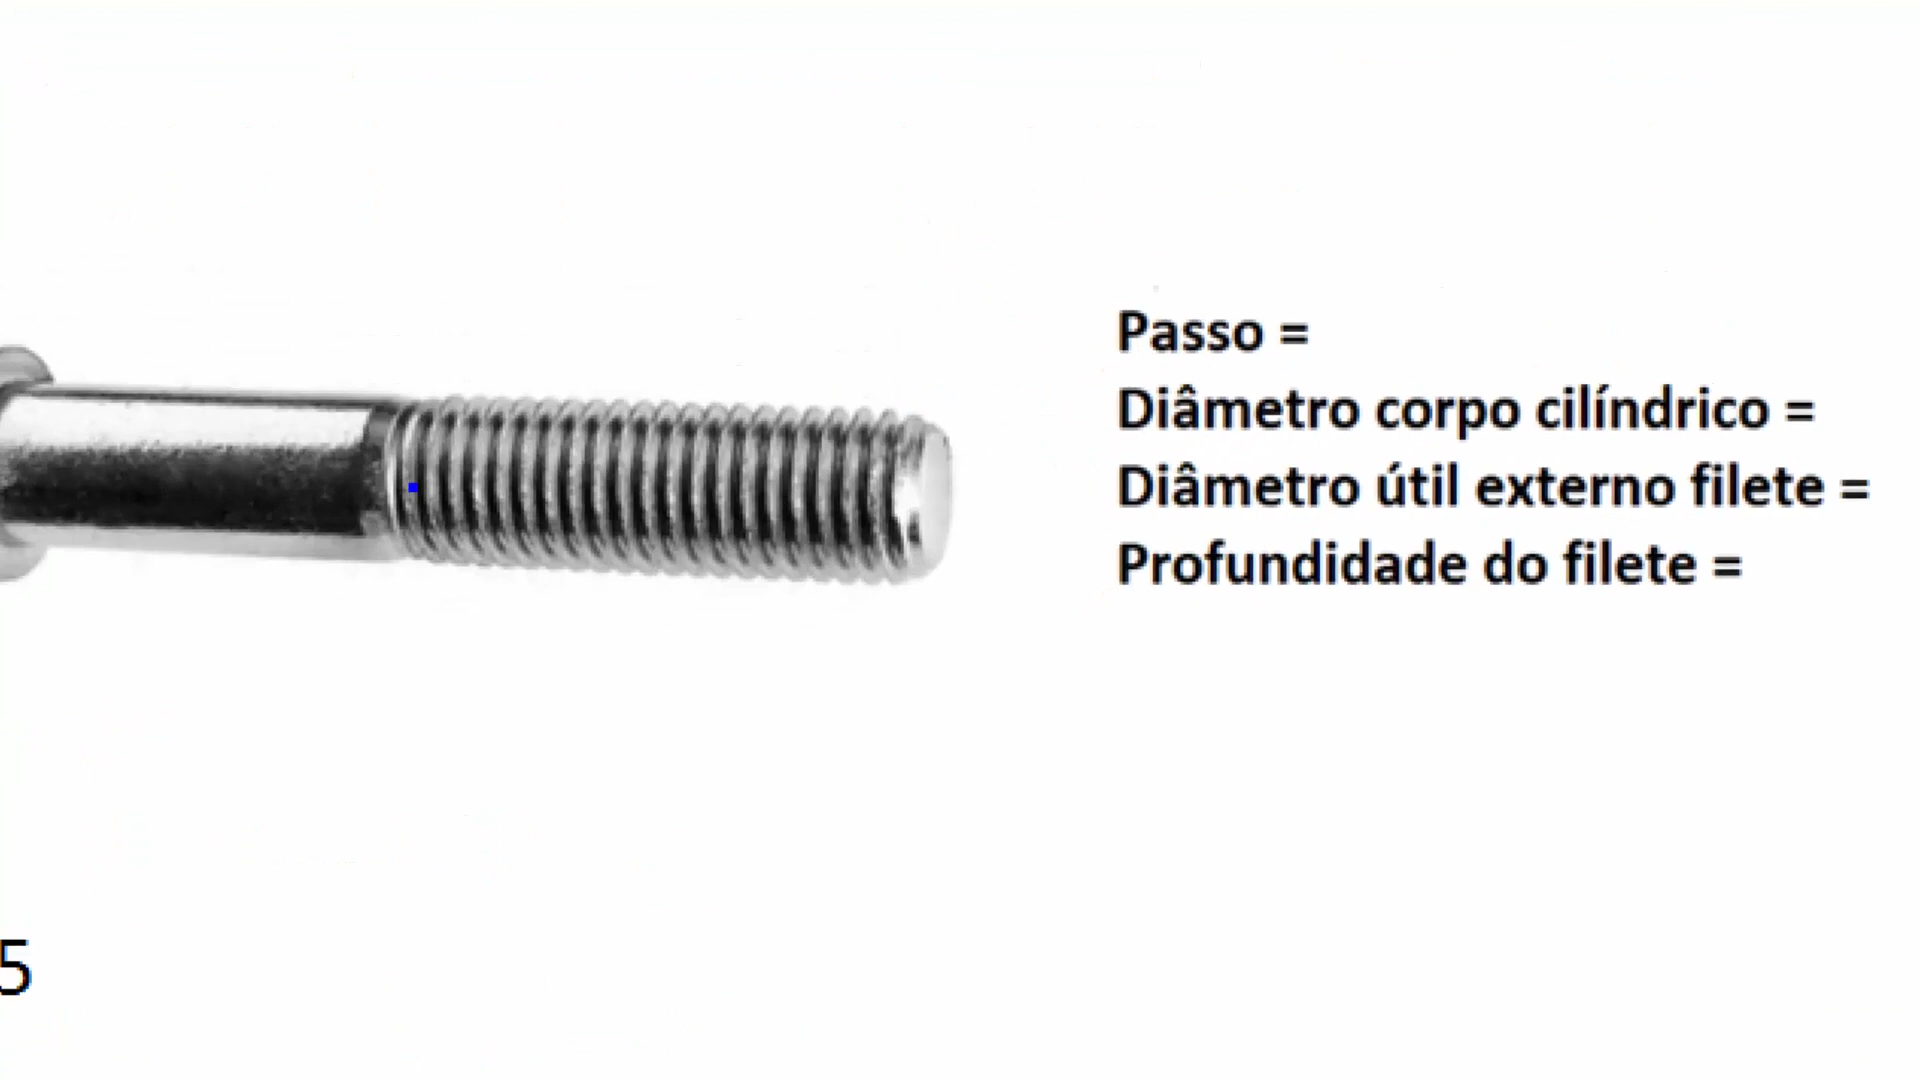 Passo =
Diâmetro corpo cilíndrico =
Diâmetro útil externo filete =
Profundidade do filete =
5